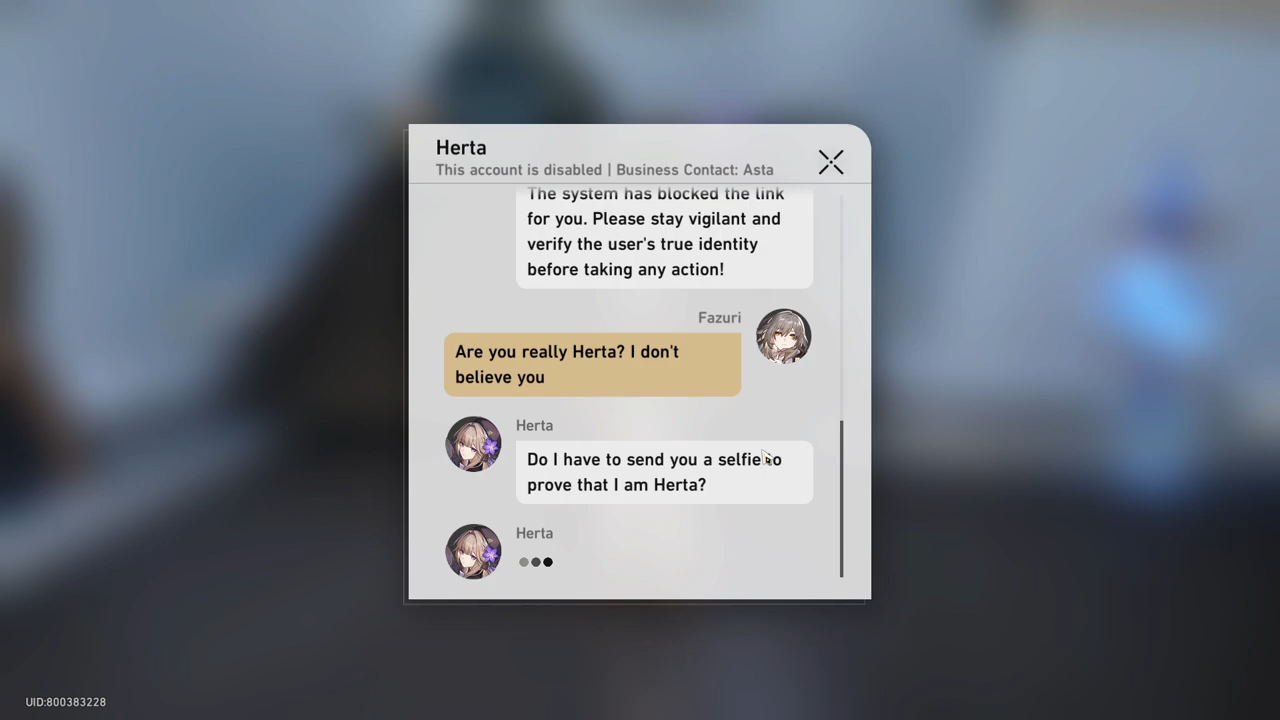 Herta
This account is disabled | Business Contact: Asta
The system has blocked the link
for you. Please stay vigilant and
verify the user's true identity
before taking any action!
Fazuri
Are you really Herta? I don't
believe you
Herta
Do I have to send you a selfie to
prove that I am Herta?
Herta
UID:800383228